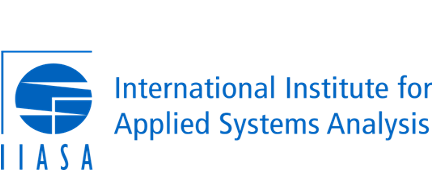 International Institute for
Applied Systems Analysis
IIASA